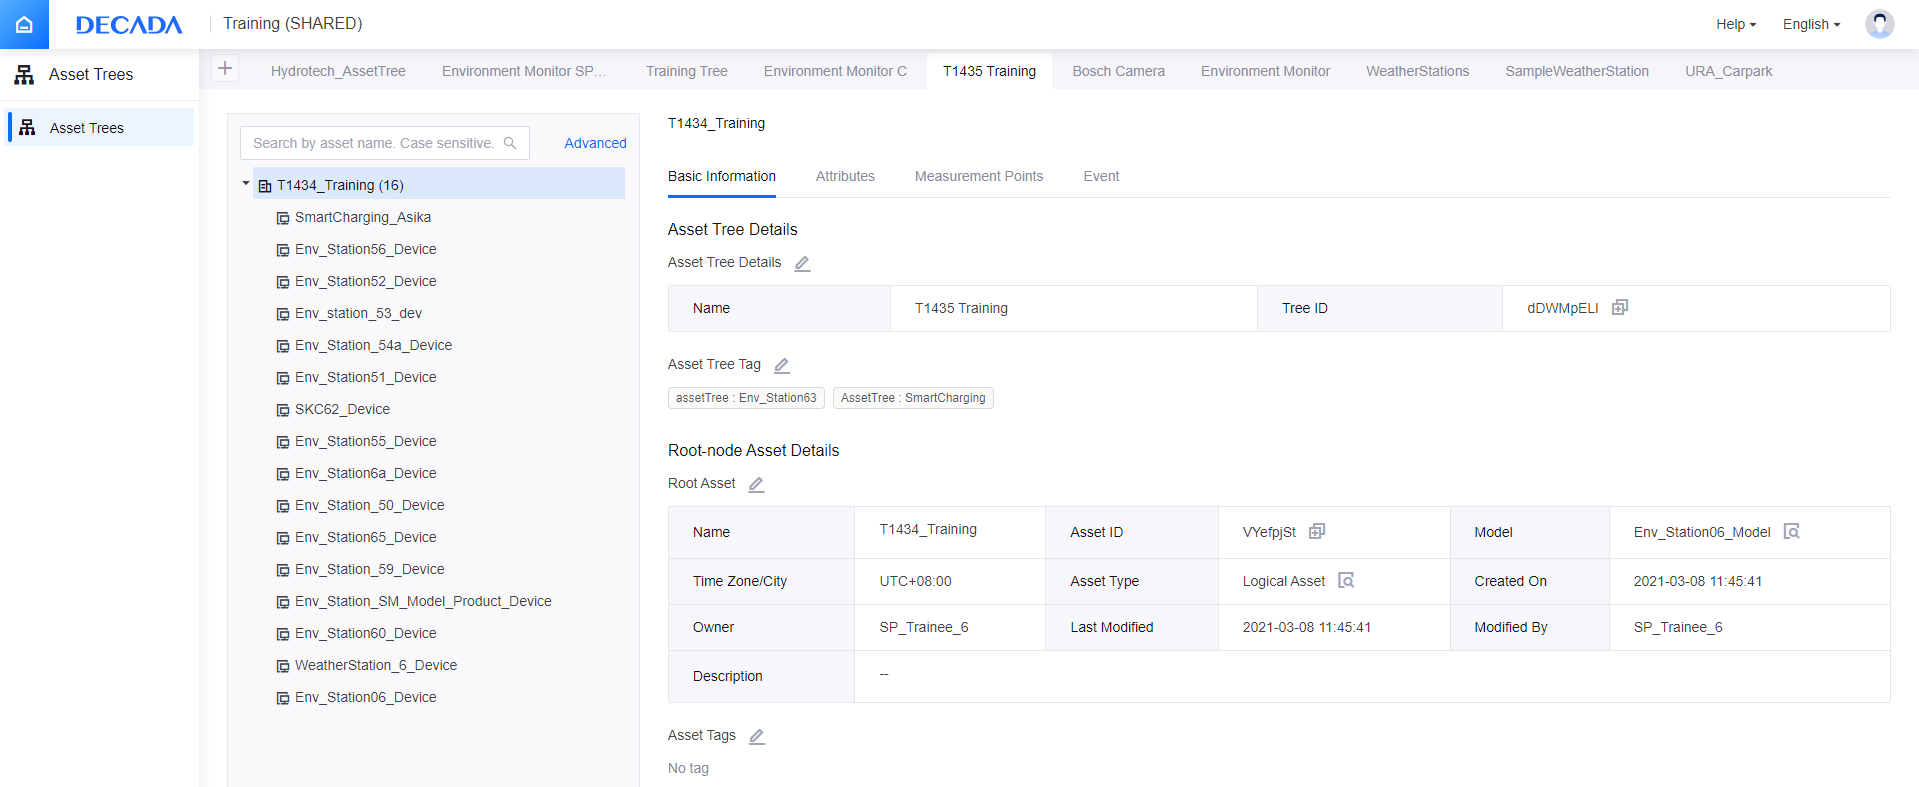 DECADA
Training (SHARED)
Help
English
Asset Trees
Asset Trees
+
Hydrotech_AssetTree
Environment Monitor SP...
Training Tree
Environment Monitor C
T1435 Training
Bosch Camera
Environment Monitor
WeatherStations
SampleWeatherStation
URA_Carpark
Search by asset name. Case sensitive.
Advanced
T1434_Training (16)
SmartCharging_Asika
Env_Station56_Device
Env_Station52_Device
Env_station_53_dev
Env_Station_54a_Device
Env_Station51_Device
SKC62_Device
Env_Station55_Device
Env_Station6a_Device
Env_Station_50_Device
Env_Station65_Device
Env_Station_59_Device
Env_Station_SM_Model_Product_Device
Env_Station60_Device
WeatherStation_6_Device
Env_Station06_Device
T1434_Training
Basic Information
Attributes
Measurement Points
Event
Asset Tree Details
Asset Tree Details
Name
T1435 Training
Tree ID
dDWMpELI
Asset Tree Tag
assetTree : Env_Station63
AssetTree : SmartCharging
Root-node Asset Details
Root Asset
Name
T1434_Training
Asset ID
VYefpjSt
Model
Env_Station06_Model
Time Zone/City
UTC+08:00
Asset Type
Logical Asset
Created On
2021-03-08 11:45:41
Owner
SP_Trainee_6
Last Modified
2021-03-08 11:45:41
Modified By
SP_Trainee_6
Description
--
Asset Tags
No tag